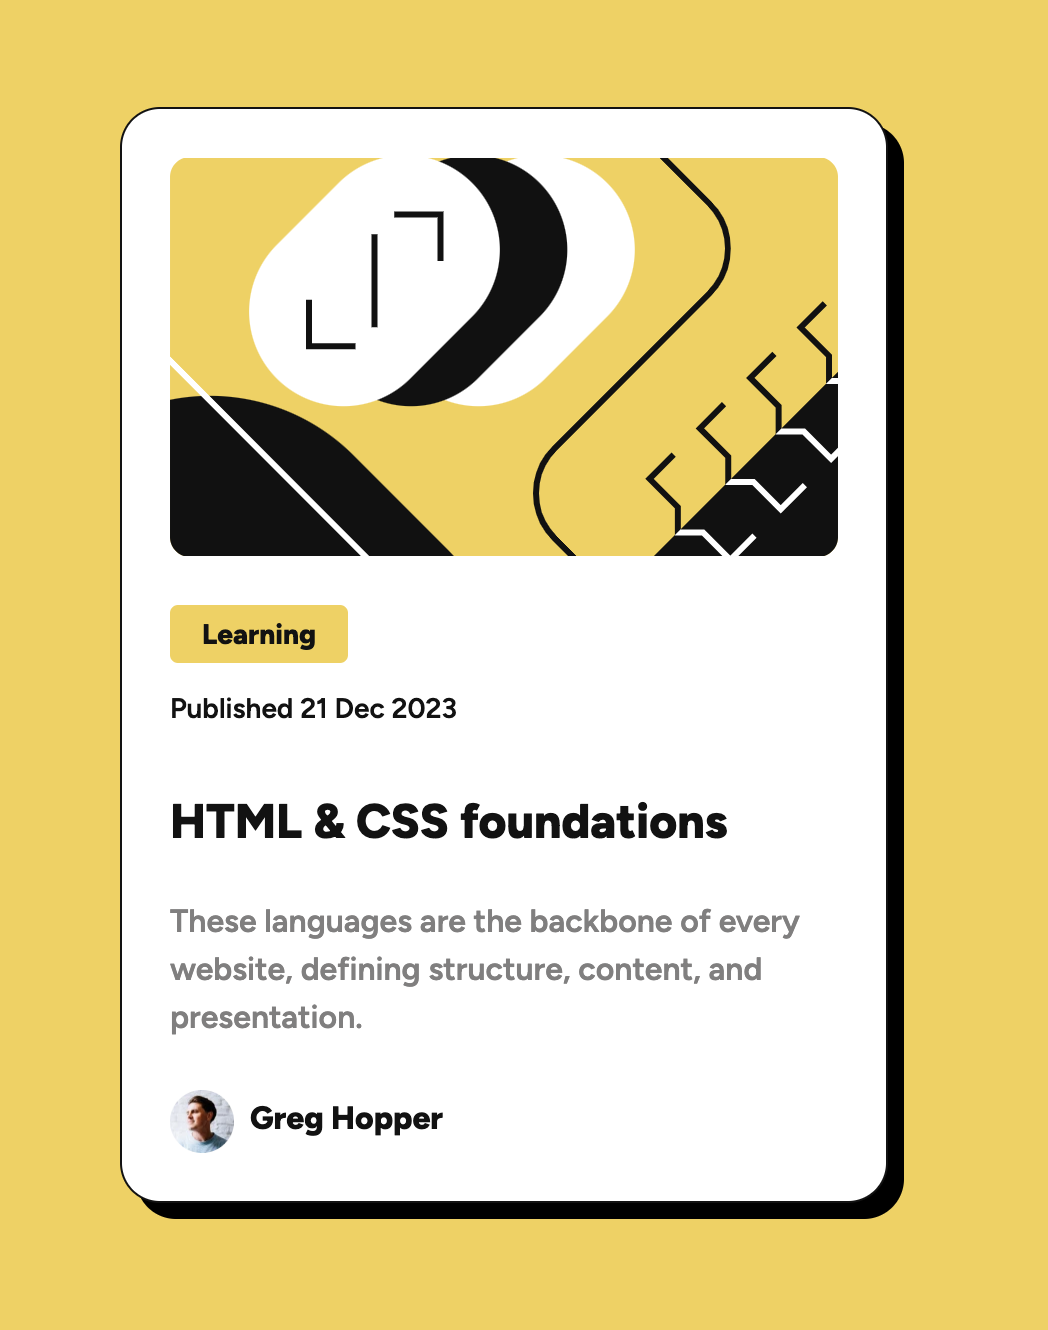 Learning
Published 21 Dec 2023
HTML & CSS foundations
These languages are the backbone of every
website, defining structure, content, and
presentation.
Greg Hopper